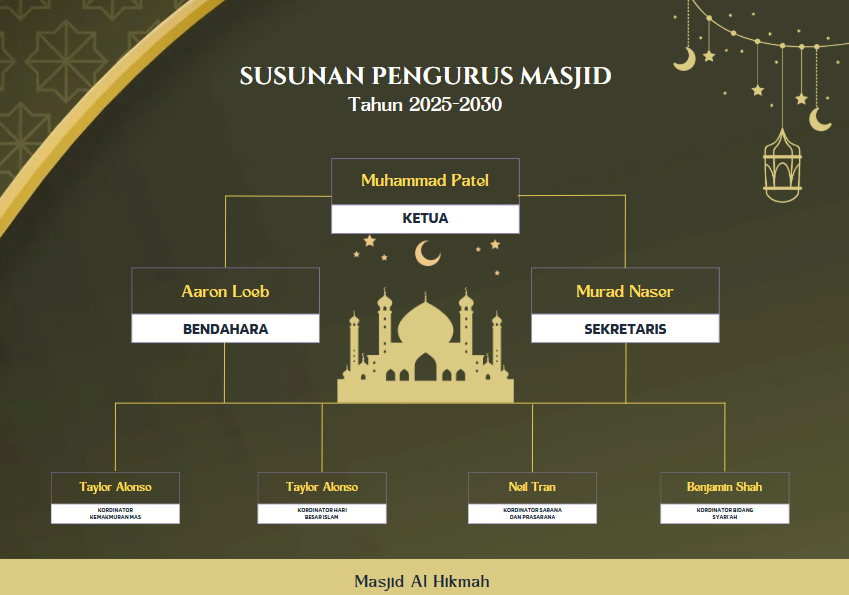 SUSUNAN PENGURUS MASJID
Tahun 2025-2030
Muhammad Patel
KETUA
Aaron Loeb
BENDAHARA
Murad Naser
SEKRETARIS
Taylor Alonso
KORDINATOR
KEMAKMURAN MAS
Taylor Alonso
KORDINATOR HARI
BESAR ISLAM
Neil Tran
KORDINATOR SARANA
DAN PRASARANA
Benjamin Shah
KORDINATOR BIDANG
SYARI'AH
Masjid Al Hikmah